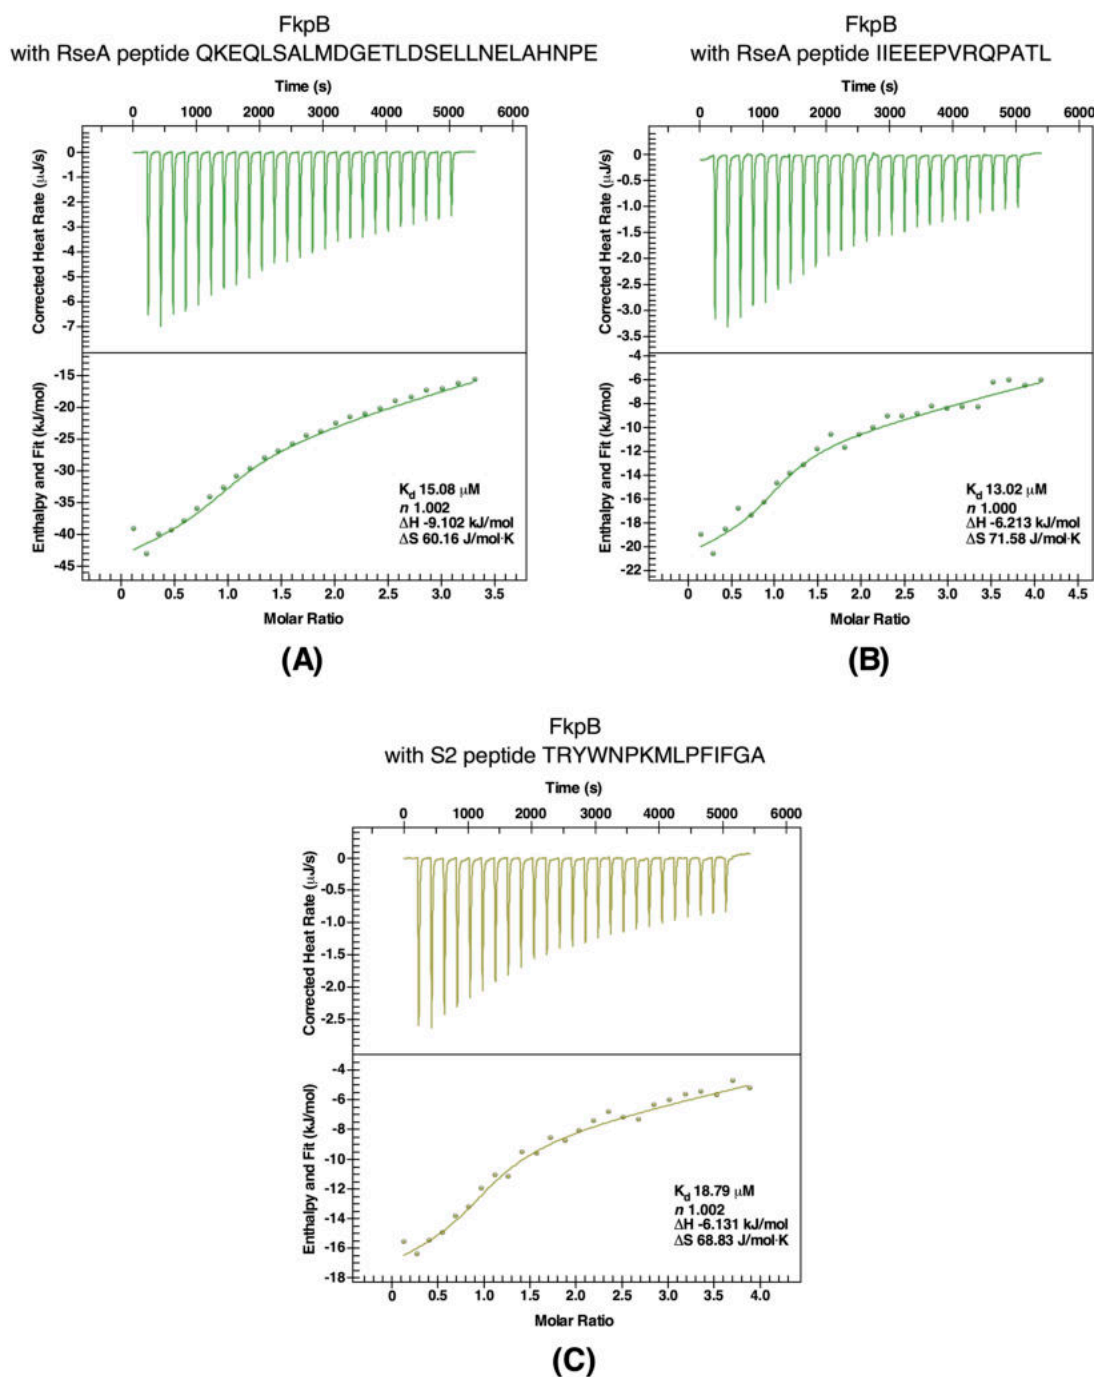 FkpB
with RseA peptide QKEQLSALMDGETLDSELLNELAHNPE
Time (s)
0 1000 2000 3000 4000 5000 6000
Corrected Heat Rate (μJ/s)
0
-1
-2
-3
-4
-5
-6
-7
Enthalpy and Fit (kJ/mol)
-15
-20
-25
-30
-35
-40
-45
Kd 15.08 μM
n 1.002
ΔH -9.102 kJ/mol
ΔS 60.16 J/mol·K
0 0.5 1.0 1.5 2.0 2.5 3.0 3.5
Molar Ratio
(A)
FkpB
with RseA peptide IIEEEPVRQPATL
Time (s)
0 1000 2000 3000 4000 5000 6000
Corrected Heat Rate (μJ/s)
0
-0.5
-1.0
-1.5
-2.0
-2.5
-3.0
-3.5
Enthalpy and Fit (kJ/mol)
-4
-6
-8
-10
-12
-14
-16
-18
-20
-22
Kd 13.02 μM
n 1.000
ΔH -6.213 kJ/mol
ΔS 71.58 J/mol·K
0 0.5 1.0 1.5 2.0 2.5 3.0 3.5 4.0 4.5
Molar Ratio
(B)
FkpB
with S2 peptide TRYWNPKMLPFIFGA
Time (s)
0 1000 2000 3000 4000 5000 6000
Corrected Heat Rate (μJ/s)
0
-0.5
-1.0
-1.5
-2.0
-2.5
Enthalpy and Fit (kJ/mol)
-4
-6
-8
-10
-12
-14
-16
-18
Kd 18.79 μM
n 1.002
ΔH -6.131 kJ/mol
ΔS 68.83 J/mol·K
0 0.5 1.0 1.5 2.0 2.5 3.0 3.5 4.0
Molar Ratio
(C)